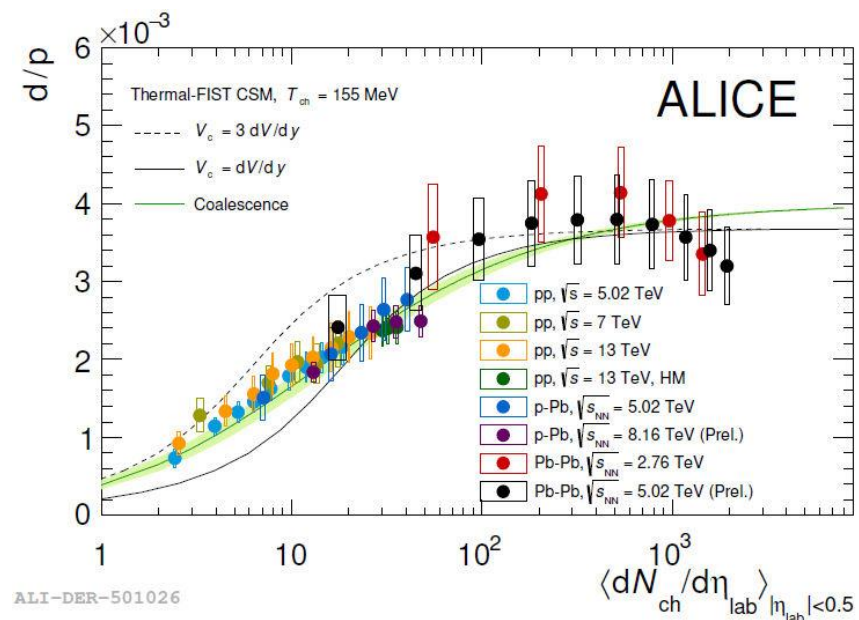 ×10⁻³
d/p
6
5
4
3
2
1
0
Thermal-FIST CSM, T_ch = 155 MeV
V_c = 3 dV/dy
V_c = dV/dy
Coalescence
ALICE
pp, √s = 5.02 TeV
pp, √s = 7 TeV
pp, √s = 13 TeV
pp, √s = 13 TeV, HM
p-Pb, √s_NN = 5.02 TeV
p-Pb, √s_NN = 8.16 TeV (Prel.)
Pb-Pb, √s_NN = 2.76 TeV
Pb-Pb, √s_NN = 5.02 TeV (Prel.)
1 10 10² 10³
⟨dN_ch/dη_lab⟩_|η_lab|<0.5
ALI-DER-501026